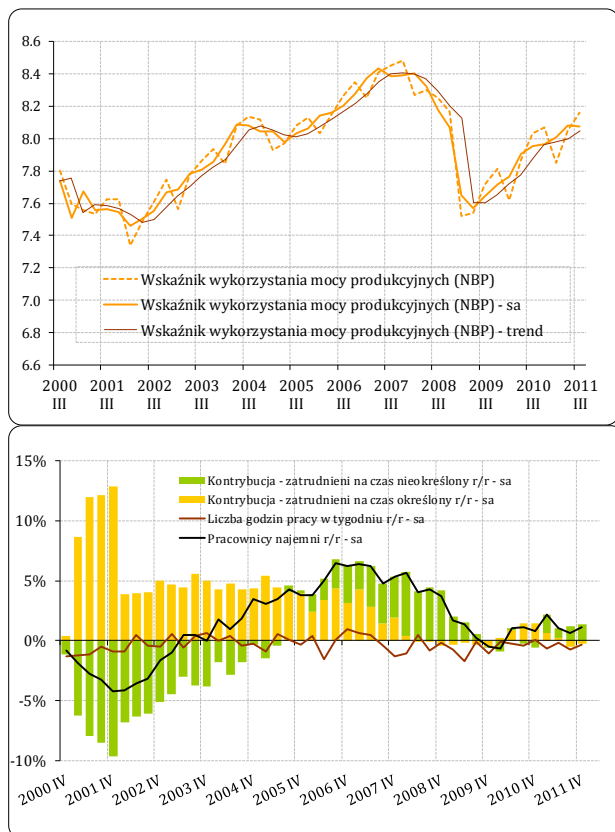 8.6
8.4
8.2
8.0
7.8
7.6
7.4
7.2
7.0
6.8
6.6
Wskaźnik wykorzystania mocy produkcyjnych (NBP)
Wskaźnik wykorzystania mocy produkcyjnych (NBP) - sa
Wskaźnik wykorzystania mocy produkcyjnych (NBP) - trend
2000 2001 2002 2003 2004 2005 2006 2007 2008 2009 2010 2011
III III III III III III III III III III III III
15%
10%
5%
0%
-5%
-10%
Kontrybucja - zatrudnieni na czas nieokreślony r/r - sa
Kontrybucja - zatrudnieni na czas określony r/r - sa
Liczba godzin pracy w tygodniu r/r - sa
Pracownicy najemni r/r - sa
2000 IV 2001 IV 2002 IV 2003 IV 2004 IV 2005 IV 2006 IV 2007 IV 2008 IV 2009 IV 2010 IV 2011 IV